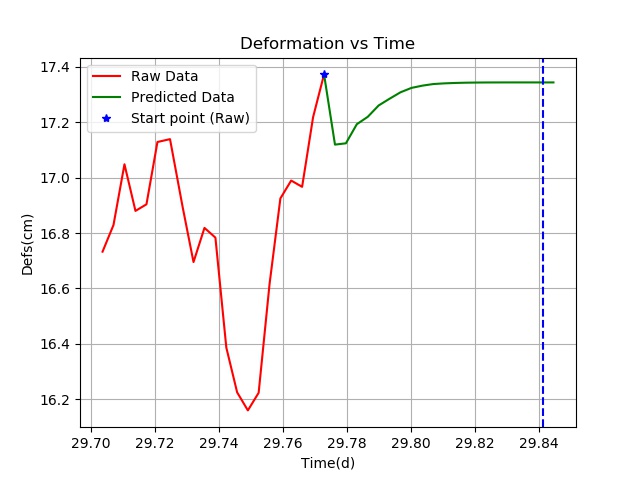 Deformation vs Time
17.4
17.2
17.0
16.8
16.6
16.4
16.2
Defs(cm)
Raw Data
Predicted Data
Start point (Raw)
29.70 29.72 29.74 29.76 29.78 29.80 29.82 29.84
Time(d)